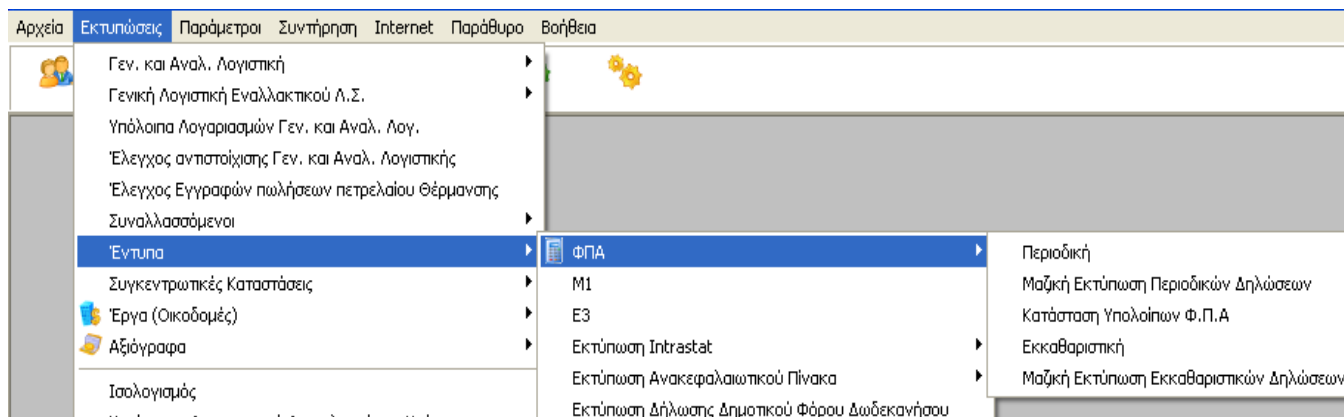 Αρχεία Εκτυπώσεις Παράμετροι Συντήρηση Internet Παράθυρο Βοήθεια
Γεν. και Αναλ. Λογιστική
Γενική Λογιστική Εναλλακτικού Λ.Σ.
Υπόλοιπα Λογαριασμών Γεν. και Αναλ. Λογ.
Έλεγχος αντιστοίχισης Γεν. και Αναλ. Λογιστικής
Έλεγχος Εγγραφών πωλήσεων πετρελαίου Θέρμανσης
Συναλλασσόμενοι
Έντυπα
Συγκεντρωτικές Καταστάσεις
Έργα (Οικοδομές)
Αξιόγραφα
Ισολογισμός
ΦΠΑ
Μ1
Ε3
Εκτύπωση Intrastat
Εκτύπωση Ανακεφαλαιωτικού Πίνακα
Εκτύπωση Δήλωσης Δημοτικού Φόρου Δωδεκανήσου
Περιοδική
Μαζική Εκτύπωση Περιοδικών Δηλώσεων
Κατάσταση Υπολοίπων Φ.Π.Α
Εκκαθαριστική
Μαζική Εκτύπωση Εκκαθαριστικών Δηλώσεων